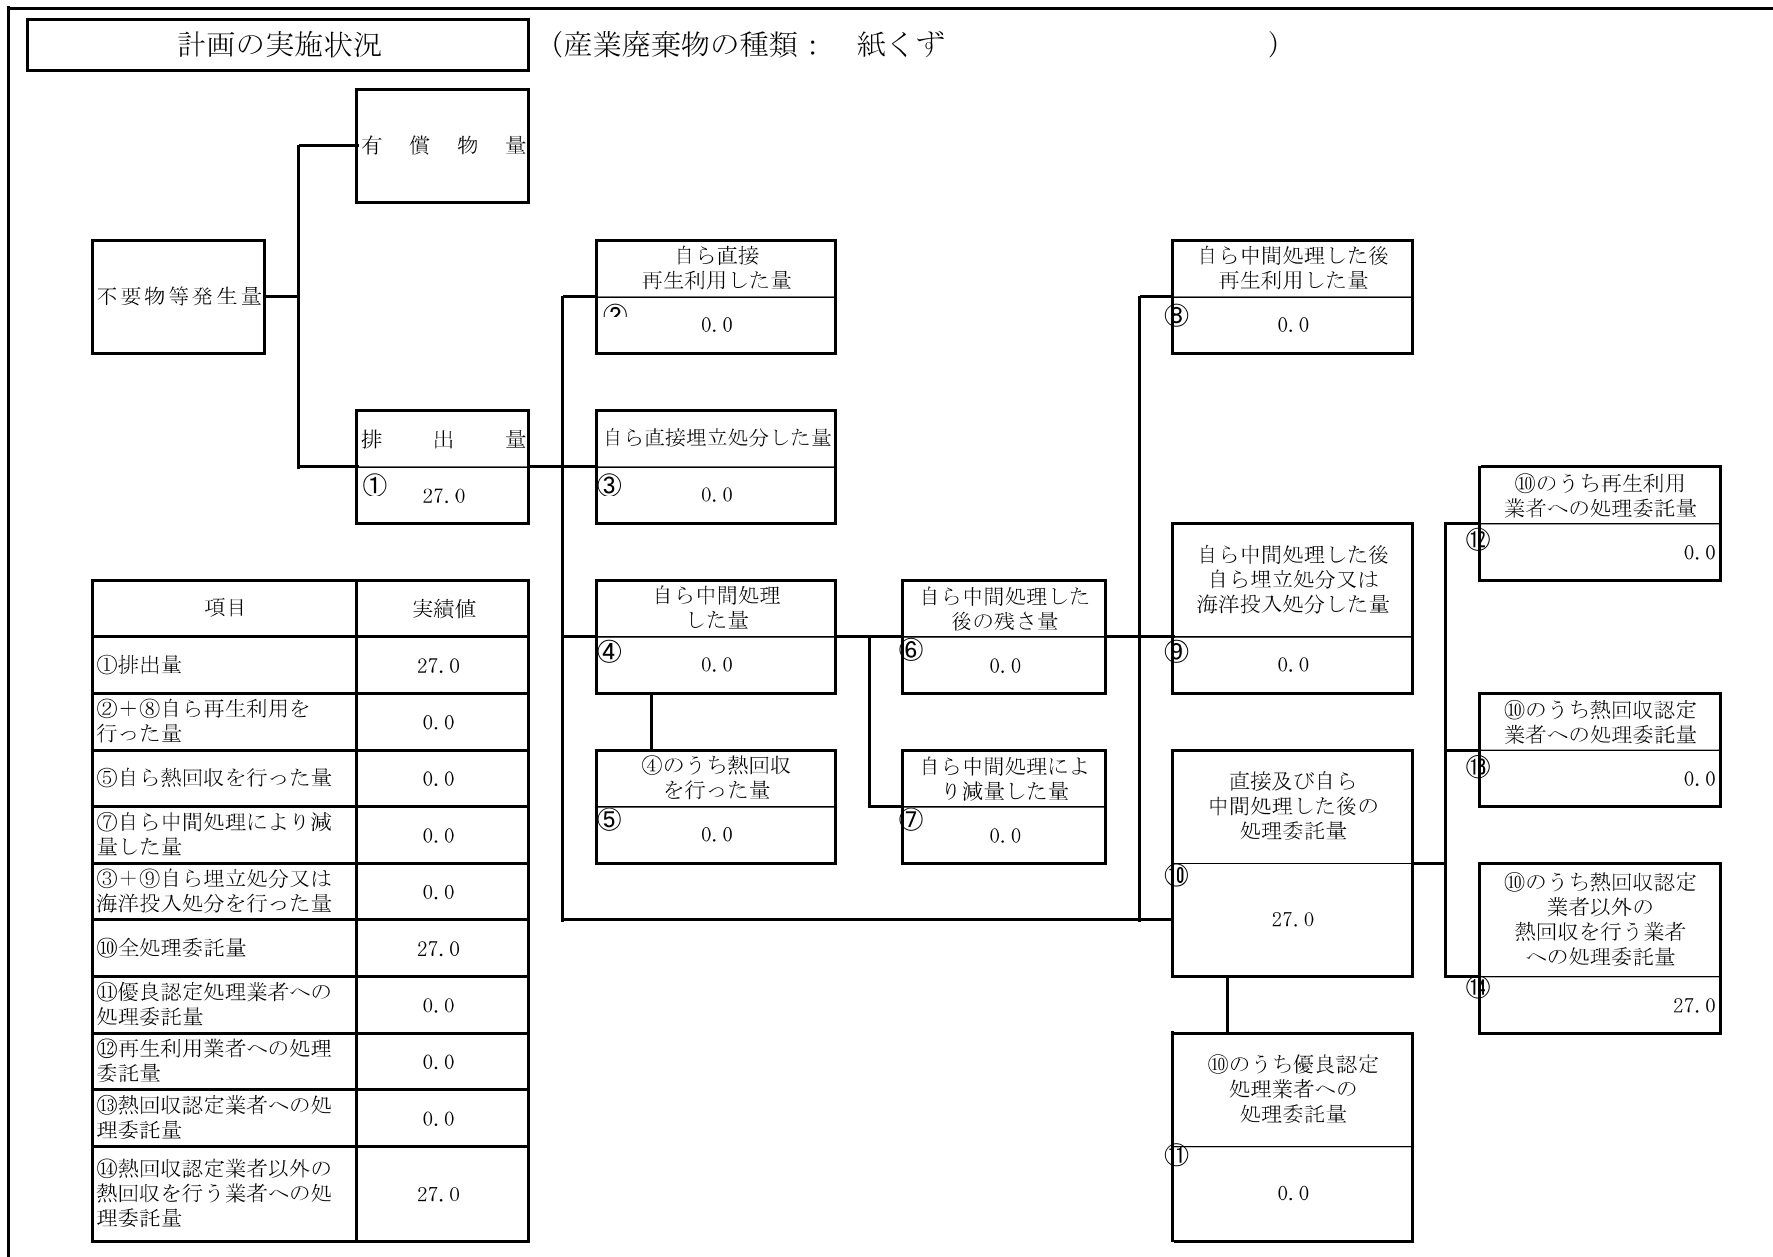 計画の実施状況
（産業廃棄物の種類： 紙くず ）
有償物量
不要物等発生量
自ら直接
再生利用した量
②
0.0
自ら中間処理した後
再生利用した量
⑧
0.0
排出量
①
27.0
自ら直接埋立処分した量
③
0.0
⑩のうち再生利用
業者への処理委託量
⑫
0.0
自ら中間処理した後
自ら埋立処分又は
海洋投入処分した量
⑨
0.0
自ら中間処理
した量
④
0.0
自ら中間処理した
後の残さ量
⑥
0.0
⑩のうち熱回収認定
業者への処理委託量
⑬
0.0
④のうち熱回収
を行った量
⑤
0.0
自ら中間処理によ
り減量した量
⑦
0.0
直接及び自ら
中間処理した後の
処理委託量
⑩
27.0
⑩のうち熱回収認定
業者以外の
熱回収を行う業者
への処理委託量
⑭
27.0
⑩のうち優良認定
処理業者への
処理委託量
⑪
0.0
項目 実績値
①排出量 27.0
②＋⑧自ら再生利用を
行った量 0.0
⑤自ら熱回収を行った量 0.0
⑦自ら中間処理により減
量した量 0.0
③＋⑨自ら埋立処分又は
海洋投入処分を行った量 0.0
⑩全処理委託量 27.0
⑪優良認定処理業者への
処理委託量 0.0
⑫再生利用業者への処理
委託量 0.0
⑬熱回収認定業者への処
理委託量 0.0
⑭熱回収認定業者以外の
熱回収を行う業者への処
理委託量 27.0